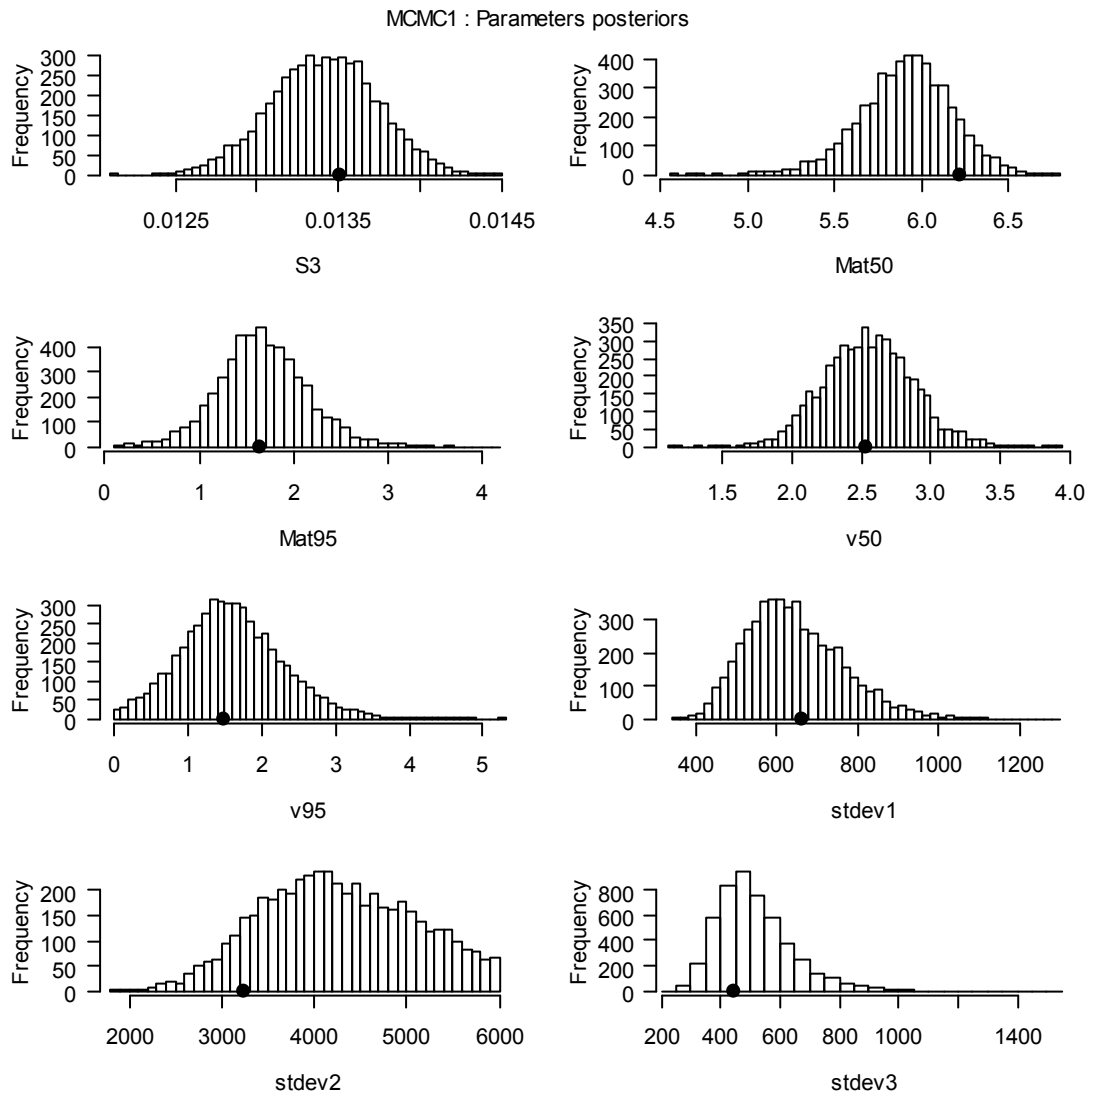 MCMC1 : Parameters posteriors
Frequency
0 50 100 150 200 250 300
0.0125 0.0135 0.0145
S3
Frequency
0 100 200 300 400
4.5 5.0 5.5 6.0 6.5
Mat50
Frequency
0 100 200 300 400
0 1 2 3 4
Mat95
Frequency
0 50 100 150 200 250 300 350
1.5 2.0 2.5 3.0 3.5 4.0
v50
Frequency
0 50 100 150 200 250 300
0 1 2 3 4 5
v95
Frequency
0 100 200 300
400 600 800 1000 1200
stdev1
Frequency
0 50 100 150 200
2000 3000 4000 5000 6000
stdev2
Frequency
0 200 400 600 800
200 400 600 800 1000 1400
stdev3